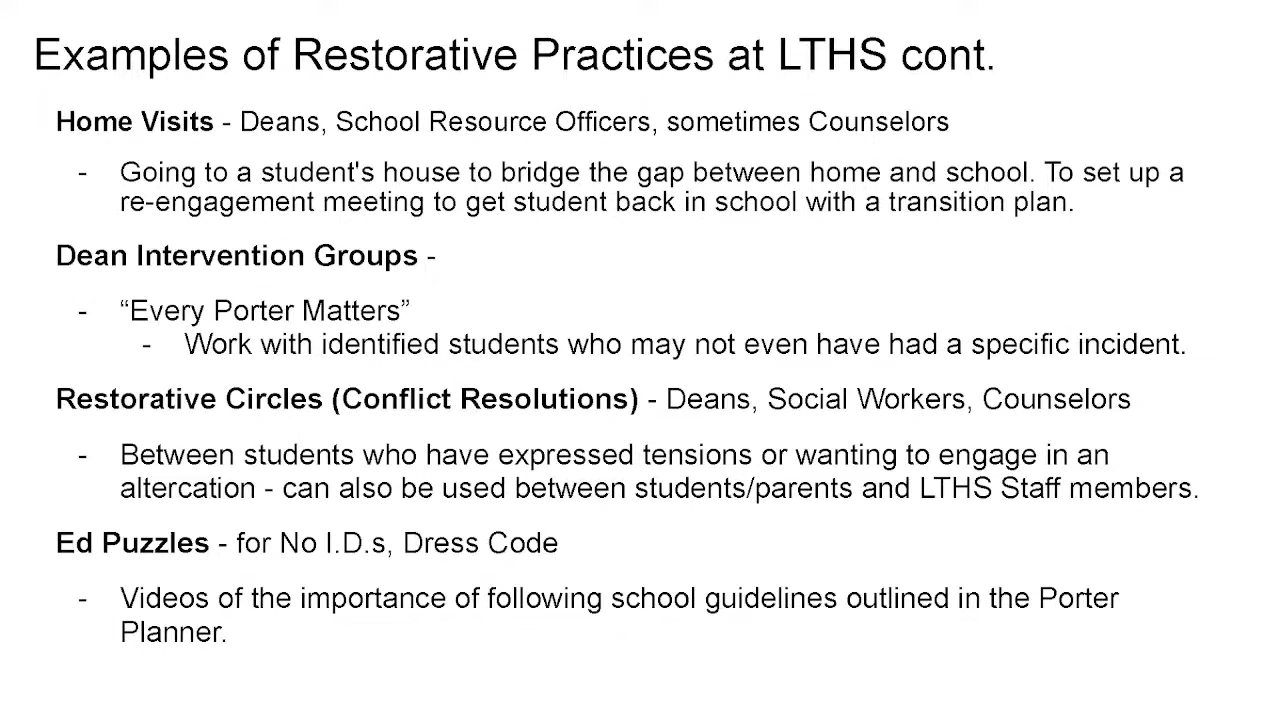 Examples of Restorative Practices at LTHS cont.
Home Visits - Deans, School Resource Officers, sometimes Counselors
- Going to a student's house to bridge the gap between home and school. To set up a
re-engagement meeting to get student back in school with a transition plan.
Dean Intervention Groups -
- “Every Porter Matters”
- Work with identified students who may not even have had a specific incident.
Restorative Circles (Conflict Resolutions) - Deans, Social Workers, Counselors
- Between students who have expressed tensions or wanting to engage in an
altercation - can also be used between students/parents and LTHS Staff members.
Ed Puzzles - for No I.D.s, Dress Code
- Videos of the importance of following school guidelines outlined in the Porter
Planner.